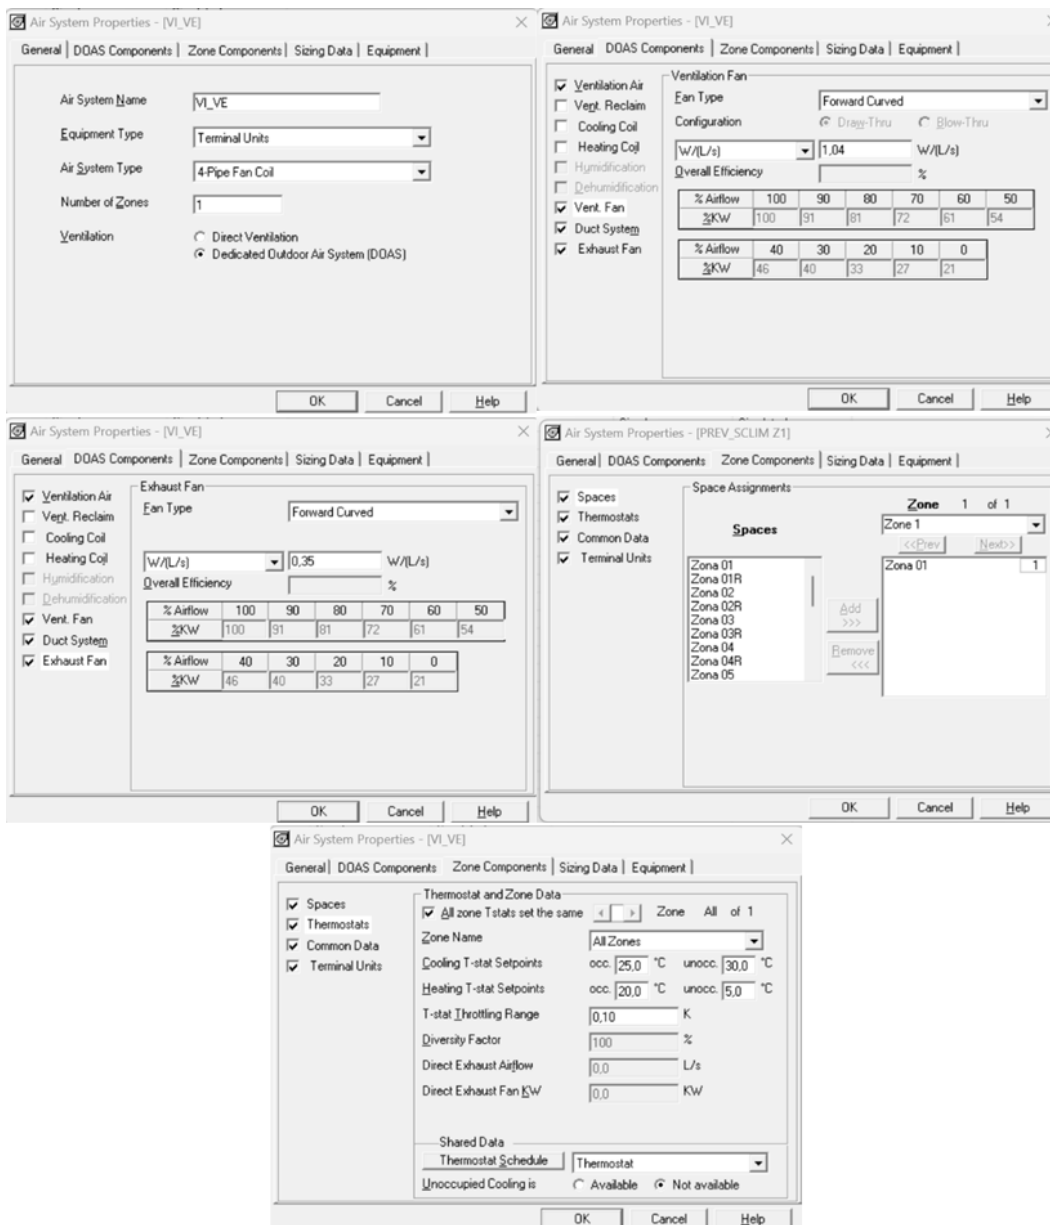 Air System Properties - [VI_VE]
General DOAS Components Zone Components Sizing Data Equipment
Air System Name VI_VE
Equipment Type Terminal Units
Air System Type 4-Pipe Fan Coil
Number of Zones 1
Ventilation Direct Ventilation
Dedicated Outdoor Air System (DOAS)
OK Cancel Help
Air System Properties - [VI_VE]
General DOAS Components Zone Components Sizing Data Equipment
Ventilation Air
Vent. Reclaim
Cooling Coil
Heating Coil
Humidification
Dehumidification
Vent. Fan
Duct System
Exhaust Fan
Ventilation Fan
Fan Type Forward Curved
Configuration Draw-Thru Blow-Thru
W/(L/s) 1,04 W/(L/s)
Overall Efficiency %
% Airflow 100 90 80 70 60 50
%KW 100 91 81 72 61 54
% Airflow 40 30 20 10 0
%KW 46 40 33 27 21
OK Cancel Help
Air System Properties - [VI_VE]
General DOAS Components Zone Components Sizing Data Equipment
Ventilation Air
Vent. Reclaim
Cooling Coil
Heating Coil
Humidification
Dehumidification
Vent. Fan
Duct System
Exhaust Fan
Exhaust Fan
Fan Type Forward Curved
W/(L/s) 0,35 W/(L/s)
Overall Efficiency %
% Airflow 100 90 80 70 60 50
%KW 100 91 81 72 61 54
% Airflow 40 30 20 10 0
%KW 46 40 33 27 21
OK Cancel Help
Air System Properties - [PREV_SCLIM Z1]
General DOAS Components Zone Components Sizing Data Equipment
Spaces
Thermostats
Common Data
Terminal Units
Space Assignments
Spaces
Zona 01
Zona 01R
Zona 02
Zona 02R
Zona 03
Zona 03R
Zona 04
Zona 04R
Zona 05
Add >>>
Remove <<<
Zone 1 of 1
Zone 1
<<Prev Next>>
Zona 01 1
OK Cancel Help
Air System Properties - [VI_VE]
General DOAS Components Zone Components Sizing Data Equipment
Spaces
Thermostats
Common Data
Terminal Units
Thermostat and Zone Data
All zone Tstats set the same Zone All of 1
Zone Name All Zones
Cooling T-stat Setpoints occ. 25,0 °C unocc. 30,0 °C
Heating T-stat Setpoints occ. 20,0 °C unocc. 5,0 °C
T-stat Throttling Range 0,10 K
Diversity Factor 100 %
Direct Exhaust Airflow 0,0 L/s
Direct Exhaust Fan KW 0,0 KW
Shared Data
Thermostat Schedule Thermostat
Unoccupied Cooling is Available Not available
OK Cancel Help